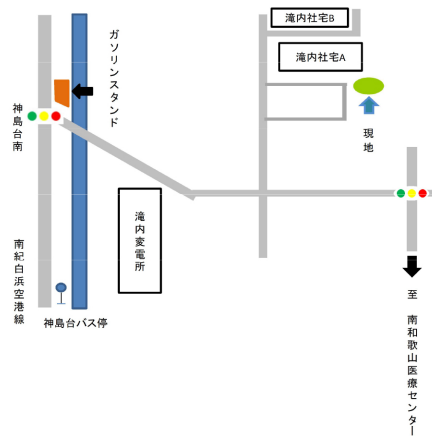 滝内社宅B
ガソリンスタンド
滝内社宅A
神島台南
現地
滝内変電所
南紀白浜空港線
神島台バス停
至 南和歌山医療センター